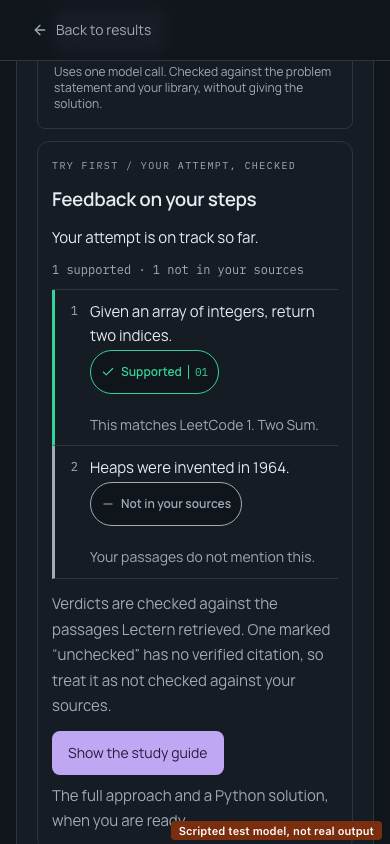 ← Back to results
Uses one model call. Checked against the problem
statement and your library, without giving the
solution.
TRY FIRST / YOUR ATTEMPT, CHECKED
Feedback on your steps
Your attempt is on track so far.
1 supported · 1 not in your sources
1 Given an array of integers, return
two indices.
✓ Supported | 01
This matches LeetCode 1. Two Sum.
2 Heaps were invented in 1964.
— Not in your sources
Your passages do not mention this.
Verdicts are checked against the
passages Lectern retrieved. One marked
“unchecked” has no verified citation, so
treat it as not checked against your
sources.
Show the study guide
The full approach and a Python solution,
when you are ready.
Scripted test model, not real output